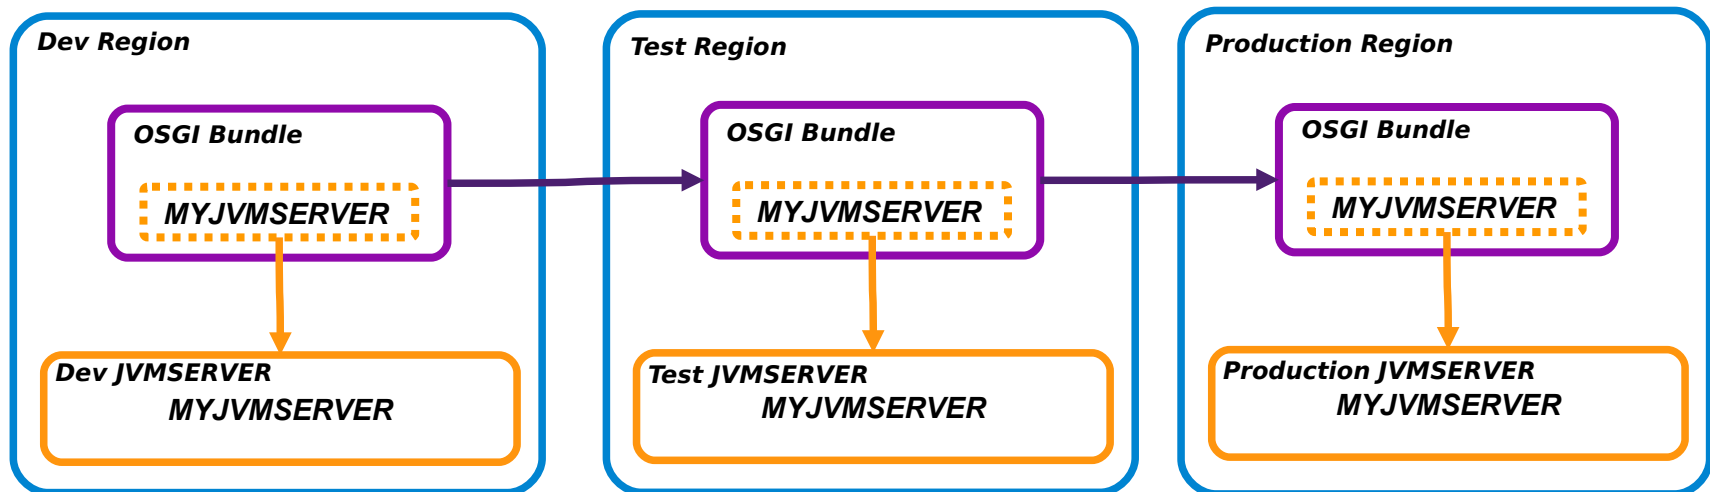 Dev Region
OSGI Bundle
MYJVMSERVER
Dev JVMSERVER
MYJVMSERVER
Test Region
OSGI Bundle
MYJVMSERVER
Test JVMSERVER
MYJVMSERVER
Production Region
OSGI Bundle
MYJVMSERVER
Production JVMSERVER
MYJVMSERVER